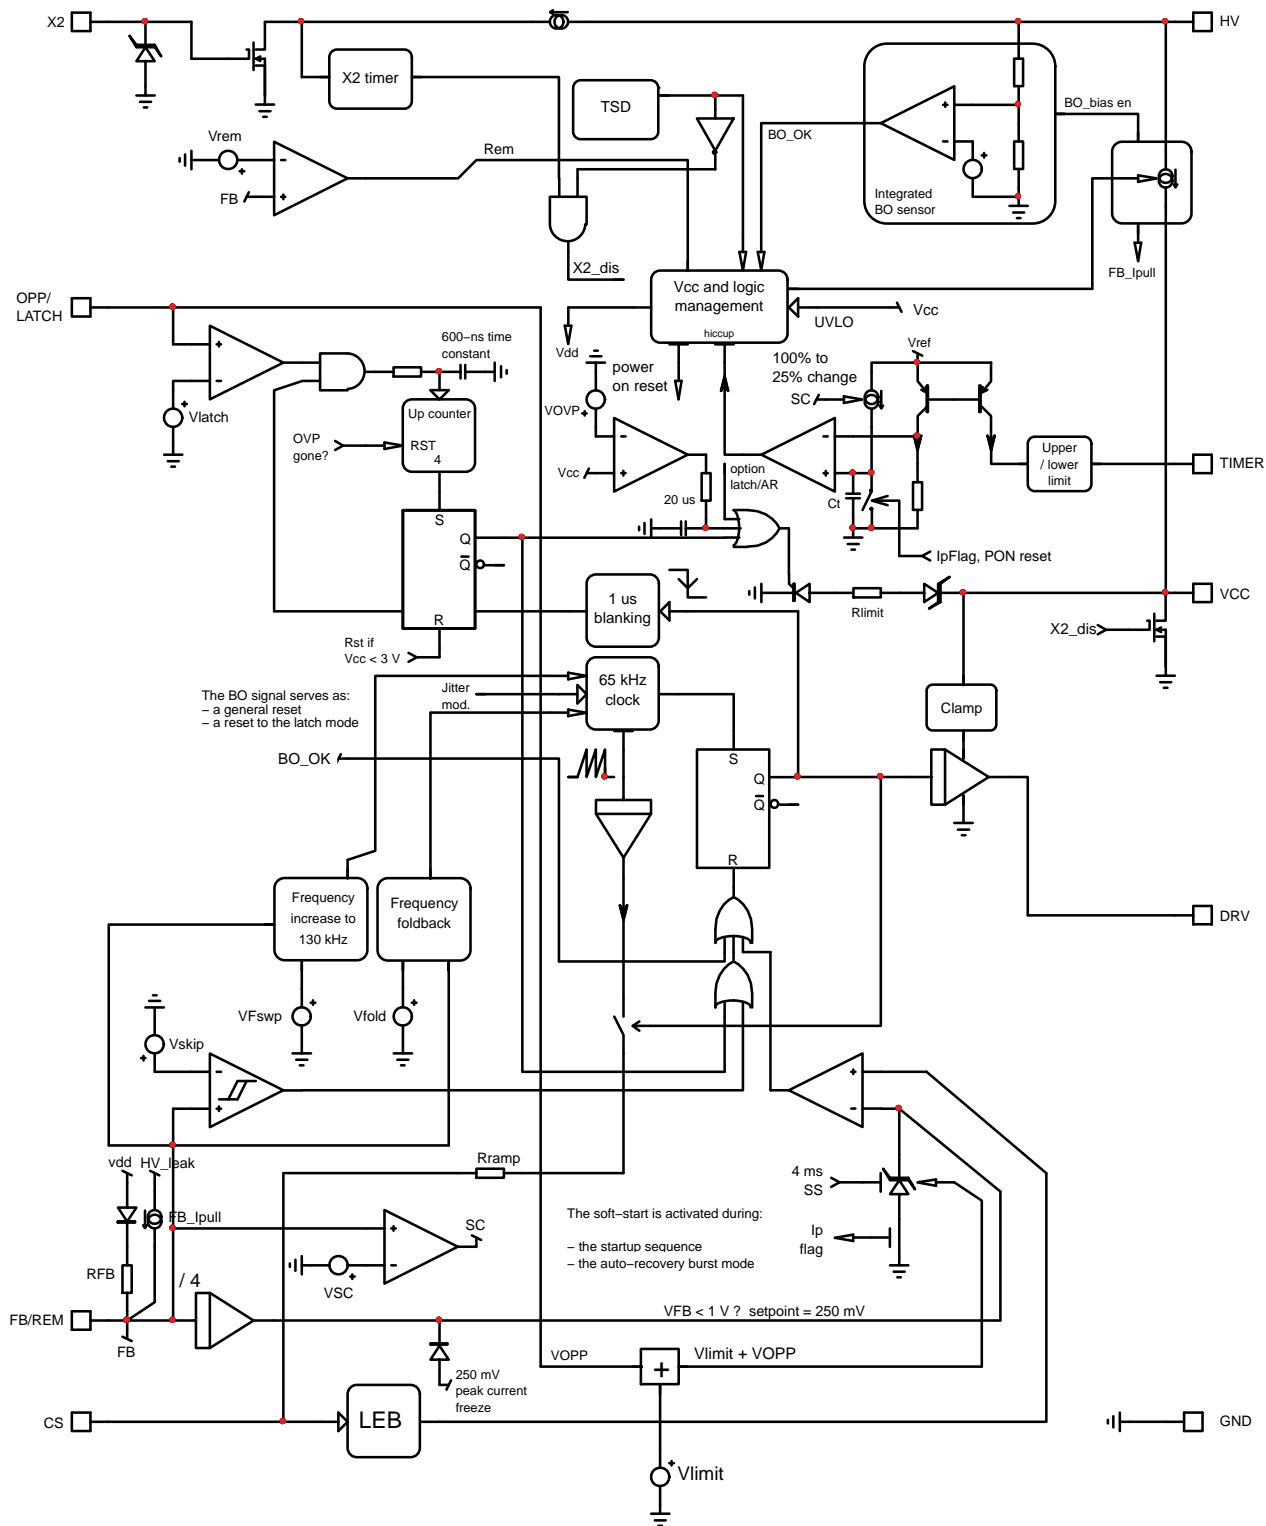 X2
HV
X2 timer
TSD
BO_OK
BO_bias en
Vrem
Rem
FB
Integrated
BO sensor
FB_Ipull
X2_dis
OPP/
LATCH
Vcc and logic
management
hiccup
UVLO
Vcc
Vdd
600–ns time
constant
power
on reset
100% to
25% change
Vref
SC
VOVP
Vlatch
Up counter
RST
4
OVP
gone?
Upper
/ lower
limit
TIMER
Vcc
option
latch/AR
20 us
Ct
S
Q
Q
R
IpFlag, PON reset
1 us
blanking
Rlimit
VCC
X2_dis
Rst if
Vcc < 3 V
The BO signal serves as:
– a general reset
– a reset to the latch mode
Jitter
mod.
65 kHz
clock
Clamp
BO_OK
S
Q
Q
R
Frequency
increase to
130 kHz
Frequency
foldback
DRV
VFswp
Vfold
Vskip
vdd
HV_leak
Rramp
4 ms
SS
FB_Ipull
SC
The soft–start is activated during:
– the startup sequence
– the auto–recovery burst mode
Ip
flag
RFB
/ 4
VSC
FB/REM
FB
VFB < 1 V ? setpoint = 250 mV
VOPP
+
Vlimit + VOPP
250 mV
peak current
freeze
CS
LEB
GND
Vlimit